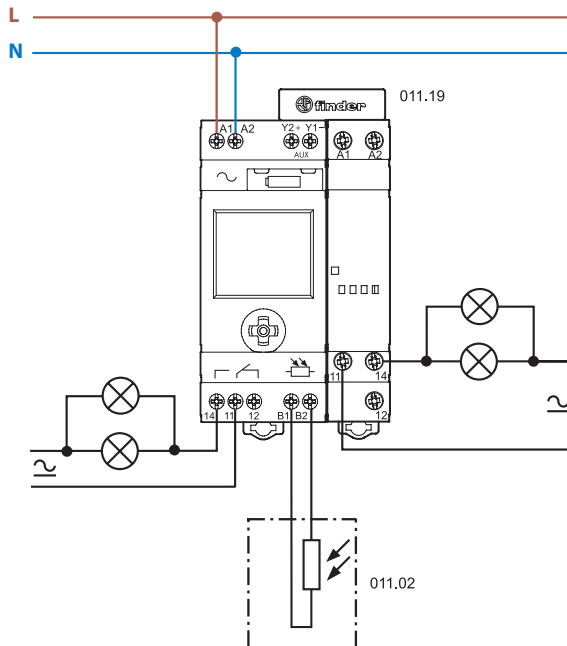 L
N
finder
011.19
A1 A2 Y2+ Y1-
AUX
A1 A2
11 14
12
14 11 12 B1 B2
011.02